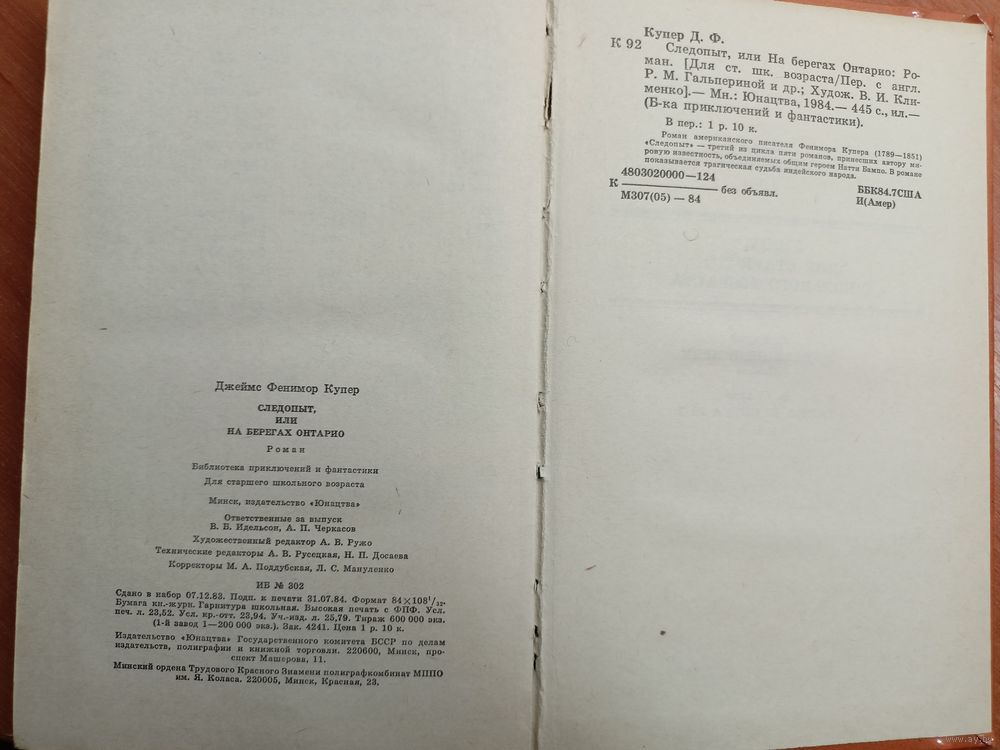 Джеймс Фенимор Купер
СЛЕДОПЫТ,
ИЛИ
НА БЕРЕГАХ ОНТАРИО
Роман
Библиотека приключений и фантастики
Для старшего школьного возраста
Минск, издательство «Юнацтва»
Ответственные за выпуск
В. Б. Идельсон, А. П. Черкасов
Художественный редактор А. В. Ружо
Технические редакторы А. В. Русецкая, Н. П. Досаева
Корректоры М. А. Поддубская, Л. С. Мануленко
ИБ № 302
Сдано в набор 07.12.83. Подп. к печати 31.07.84. Формат 84×108 1/32.
Бумага кн.-журн. Гарнитура школьная. Высокая печать с ФПФ. Усл.
печ. л. 23,52. Усл. кр.-отт. 23,94. Уч.-изд. л. 25,79. Тираж 600 000 экз.
(1-й завод 1—200 000 экз.). Зак. 4241. Цена 1 р. 10 к.
Издательство «Юнацтва» Государственного комитета БССР по делам
издательств, полиграфии и книжной торговли. 220600, Минск, про-
спект Машерова, 11.
Минский ордена Трудового Красного Знамени полиграфкомбинат МППО
им. Я. Коласа. 220005, Минск, Красная, 23.
Купер Д. Ф.
К 92 Следопыт, или На берегах Онтарио: Ро-
ман. [Для ст. шк. возраста/Пер. с англ.
Р. М. Гальпериной и др.; Худож. В. И. Кли-
менко].— Мн.: Юнацтва, 1984.— 445 с., ил.—
(Б-ка приключений и фантастики).
В пер.: 1 р. 10 к.
Роман американского писателя Фенимора Купера (1789—1851)
«Следопыт» — третий из цикла пяти романов, принесших автору ми-
ровую известность, объединяемых общим героем Натти Бампо. В романе
показывается трагическая судьба индейского народа.
4803020000—124
К без объявл.
М307(05) — 84
ББК84.7США
И(Амер)
www.ay.by